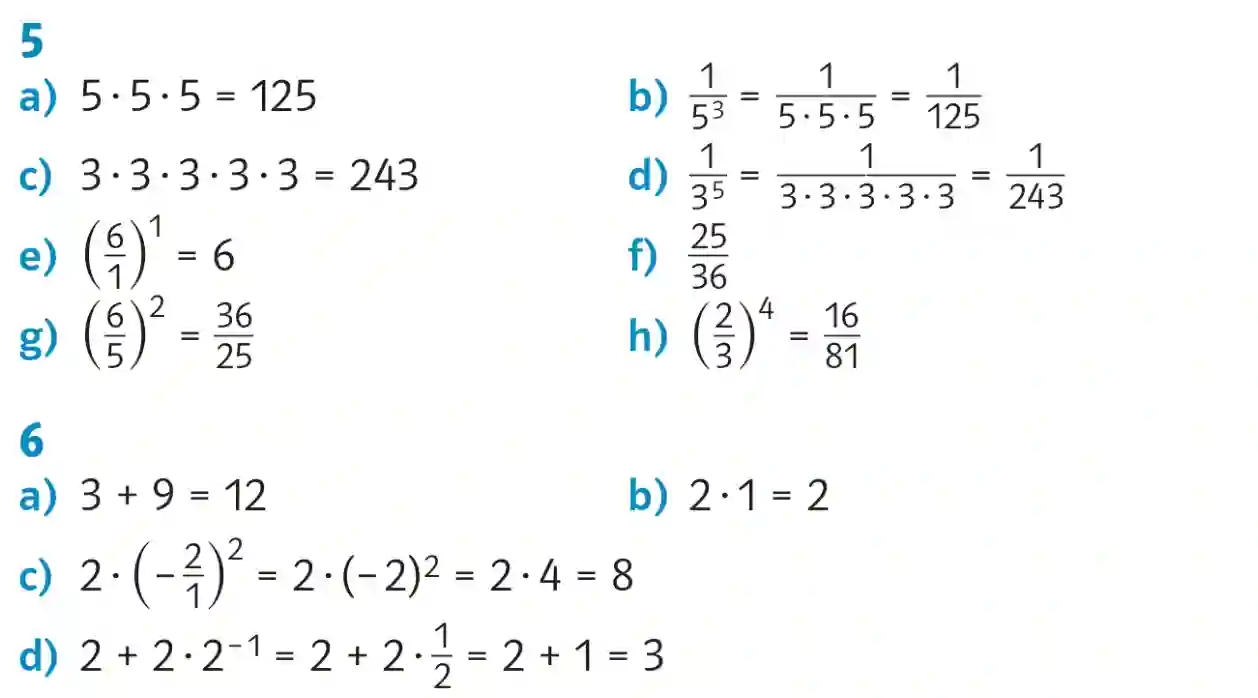 5
a) 5 · 5 · 5 = 125
b) 1/5³ = 1/(5 · 5 · 5) = 1/125
c) 3 · 3 · 3 · 3 · 3 = 243
d) 1/3⁵ = 1/(3 · 3 · 3 · 3 · 3) = 1/243
e) (6/1)¹ = 6
f) 25/36
g) (6/5)² = 36/25
h) (2/3)⁴ = 16/81
6
a) 3 + 9 = 12
b) 2 · 1 = 2
c) 2 · (−2/1)² = 2 · (−2)² = 2 · 4 = 8
d) 2 + 2 · 2⁻¹ = 2 + 2 · 1/2 = 2 + 1 = 3